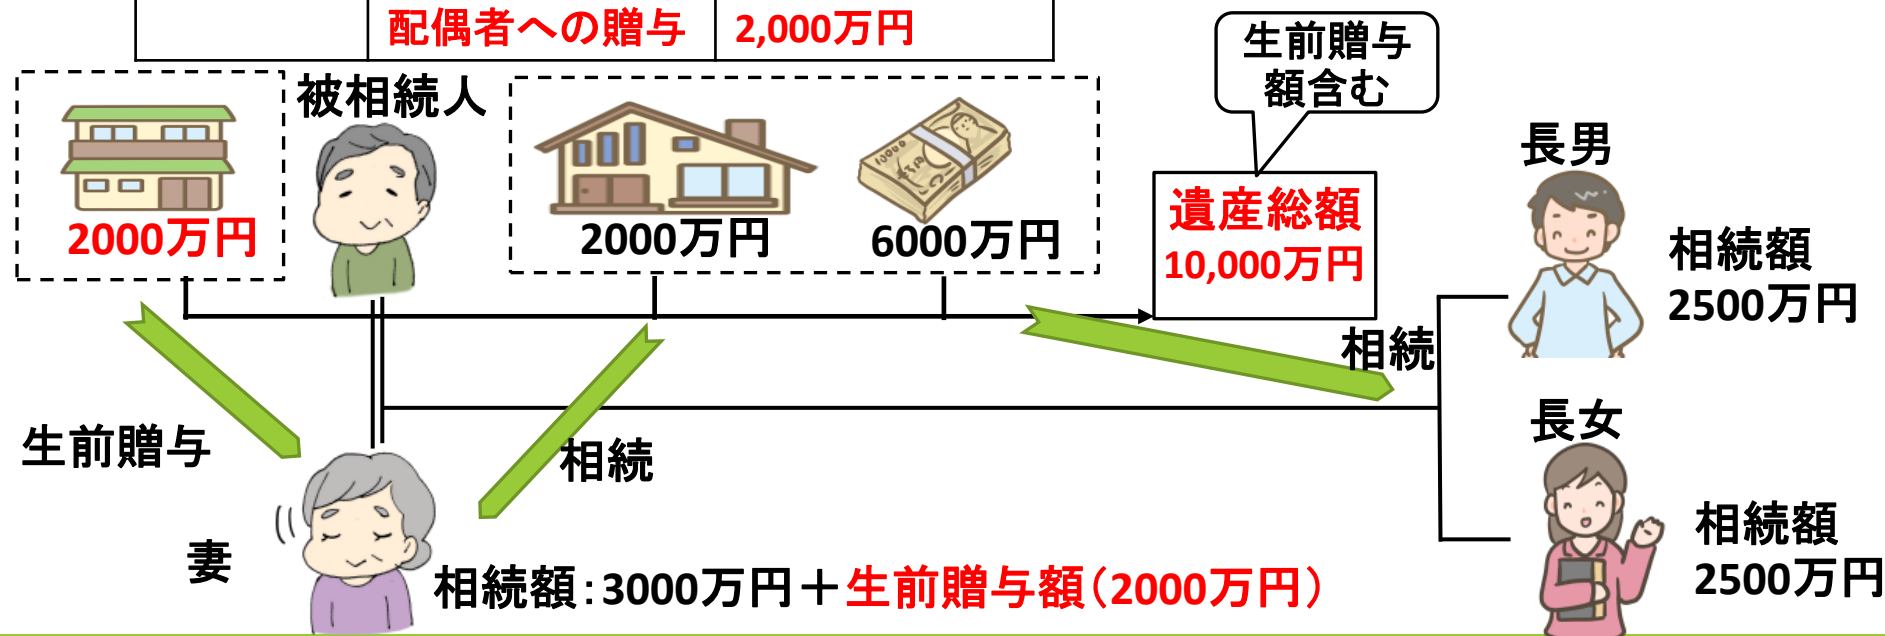 配偶者への贈与 2,000万円
生前贈与
額含む
被相続人
2000万円
2000万円
6000万円
遺産総額
10,000万円
長男
相続額
2500万円
相続
生前贈与
相続
長女
相続額
2500万円
妻
相続額:3000万円＋生前贈与額(2000万円)